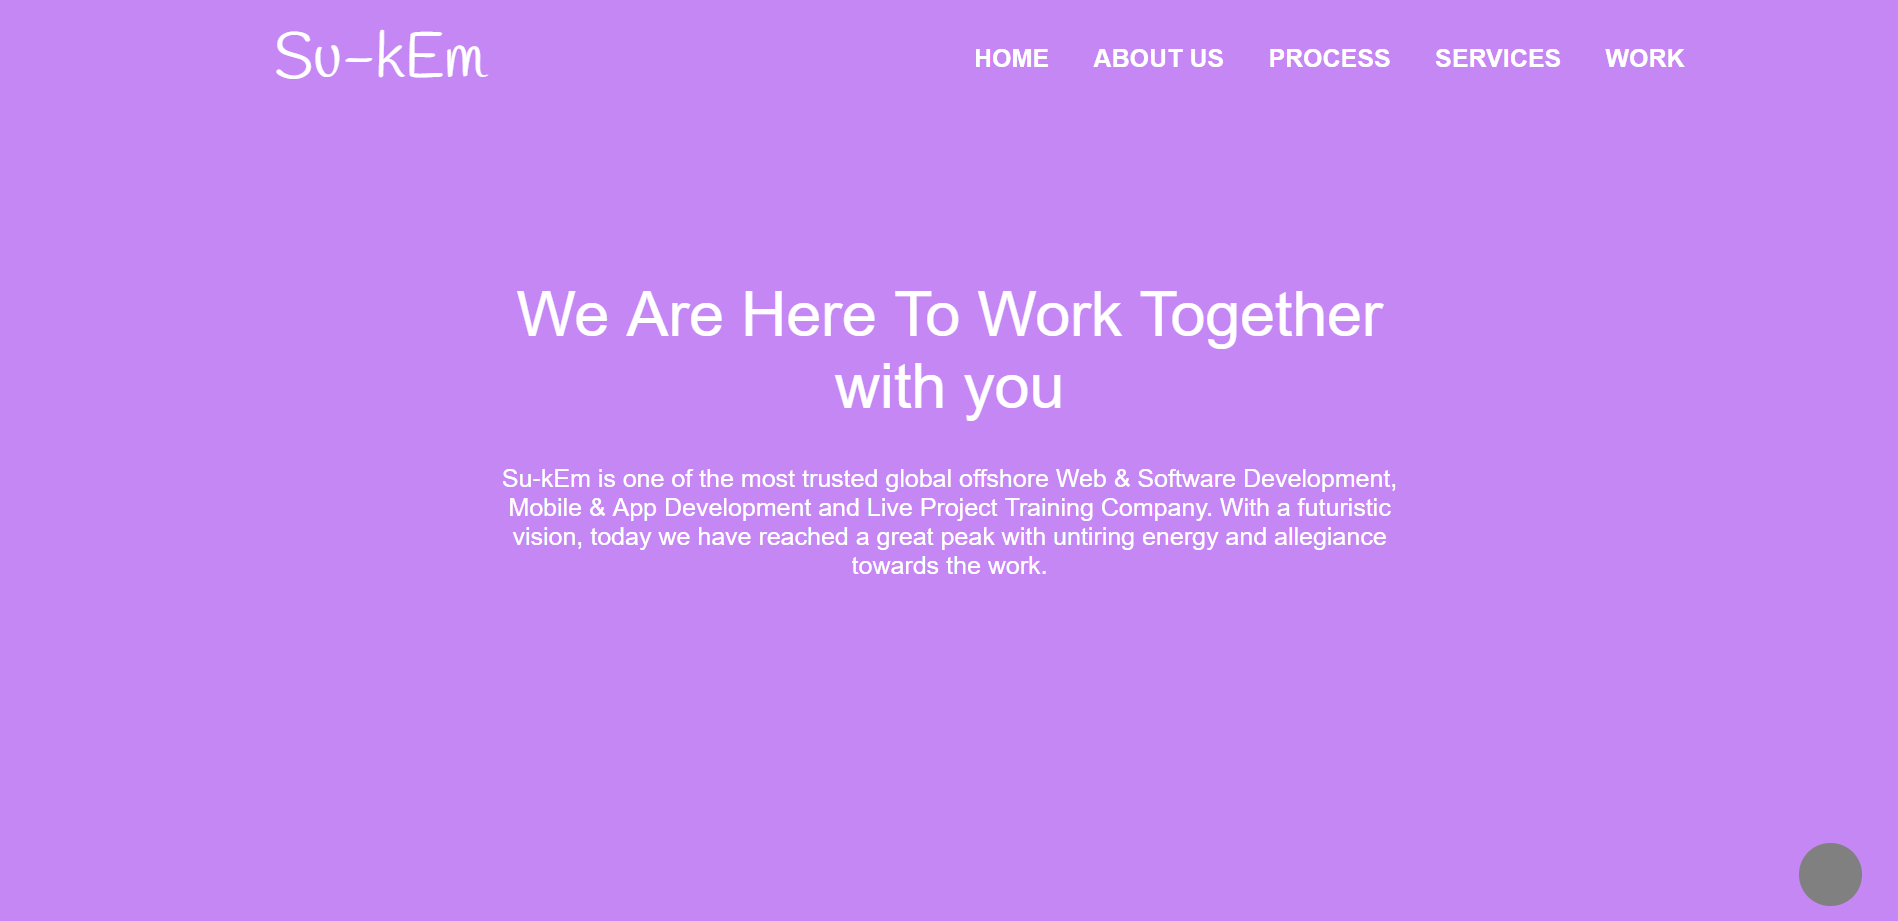 Su-kEm
HOME ABOUT US PROCESS SERVICES WORK
We Are Here To Work Together
with you
Su-kEm is one of the most trusted global offshore Web & Software Development,
Mobile & App Development and Live Project Training Company. With a futuristic
vision, today we have reached a great peak with untiring energy and allegiance
towards the work.